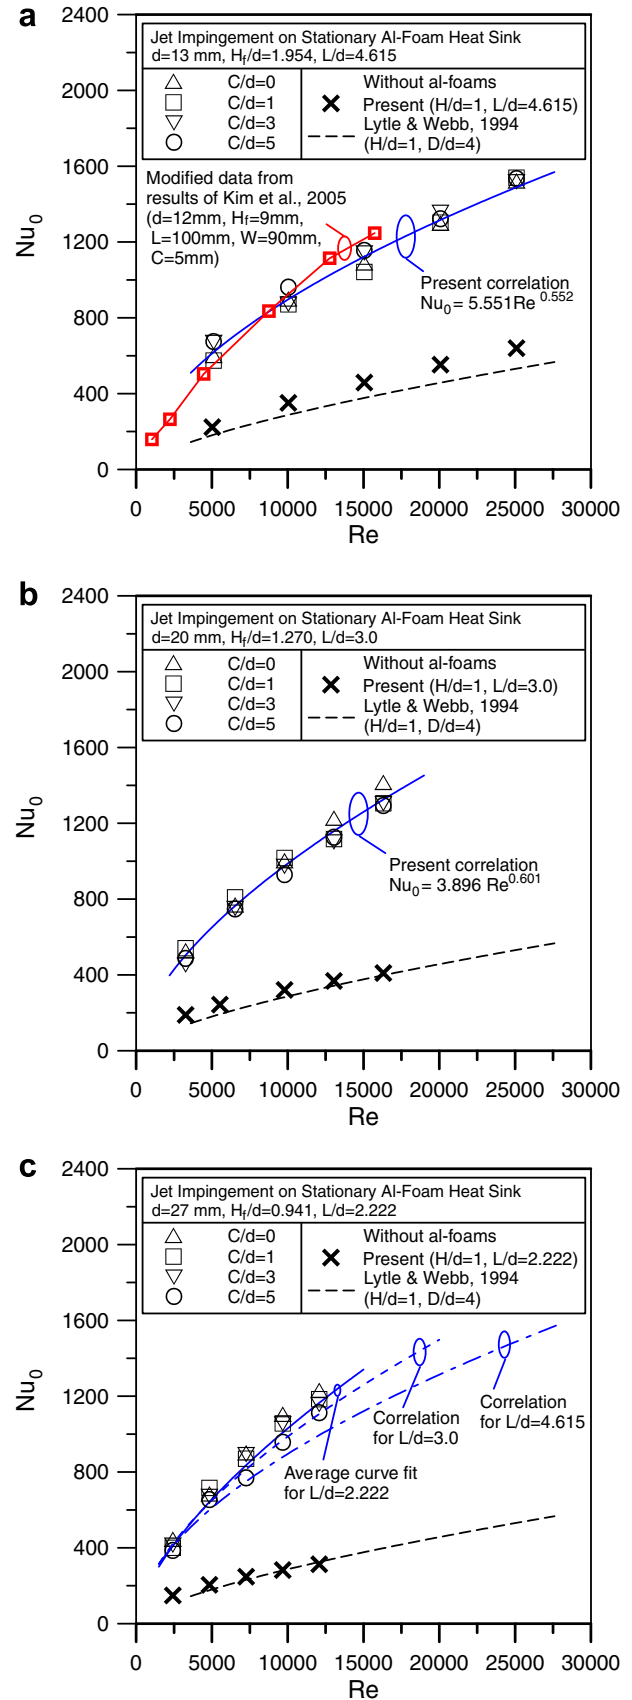 a
2400
2000
1600
1200
800
400
0
Nu0
Jet Impingement on Stationary Al-Foam Heat Sink
d=13 mm, Hf/d=1.954, L/d=4.615
C/d=0
C/d=1
C/d=3
C/d=5
Without al-foams
Present (H/d=1, L/d=4.615)
Lytle & Webb, 1994
(H/d=1, D/d=4)
Modified data from
results of Kim et al., 2005
(d=12mm, Hf=9mm,
L=100mm, W=90mm,
C=5mm)
Present correlation
Nu0= 5.551Re 0.552
0 5000 10000 15000 20000 25000 30000
Re
b
2400
2000
1600
1200
800
400
0
Nu0
Jet Impingement on Stationary Al-Foam Heat Sink
d=20 mm, Hf/d=1.270, L/d=3.0
C/d=0
C/d=1
C/d=3
C/d=5
Without al-foams
Present (H/d=1, L/d=3.0)
Lytle & Webb, 1994
(H/d=1, D/d=4)
Present correlation
Nu0= 3.896 Re0.601
0 5000 10000 15000 20000 25000 30000
Re
c
2400
2000
1600
1200
800
400
0
Nu0
Jet Impingement on Stationary Al-Foam Heat Sink
d=27 mm, Hf/d=0.941, L/d=2.222
C/d=0
C/d=1
C/d=3
C/d=5
Without al-foams
Present (H/d=1, L/d=2.222)
Lytle & Webb, 1994
(H/d=1, D/d=4)
Correlation
for L/d=4.615
Correlation
for L/d=3.0
Average curve fit
for L/d=2.222
0 5000 10000 15000 20000 25000 30000
Re